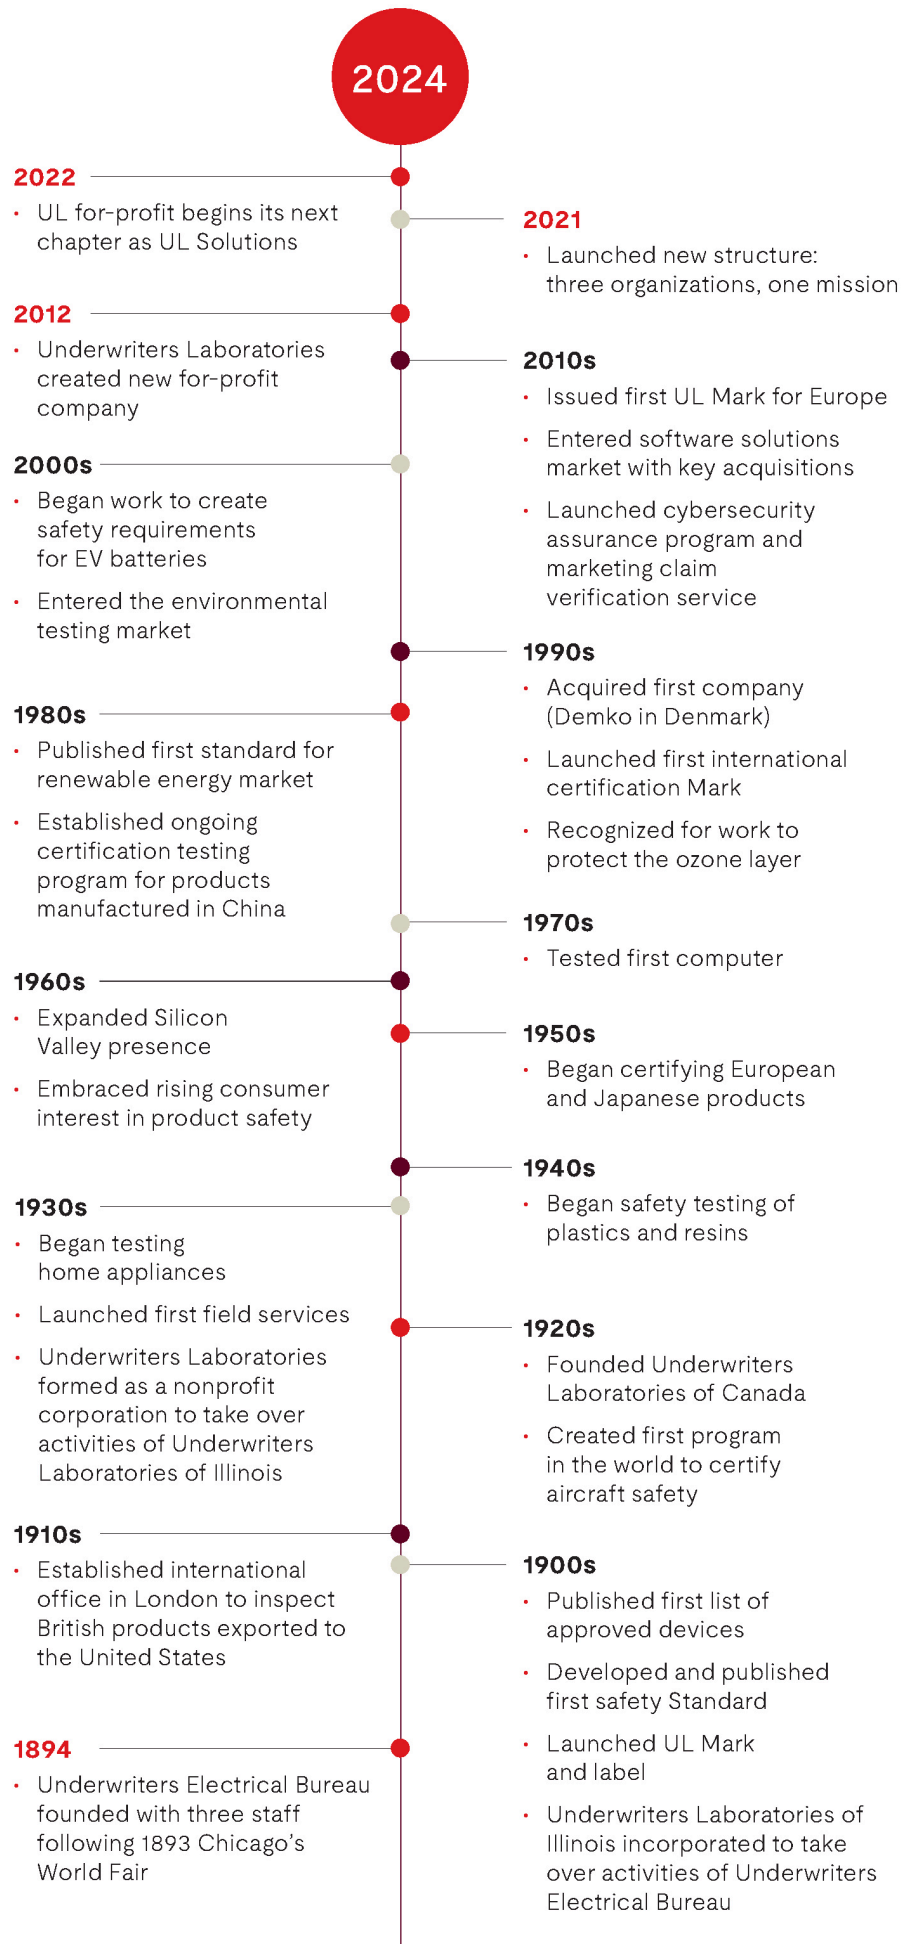 2024
2022
• UL for-profit begins its next
chapter as UL Solutions
2021
• Launched new structure:
three organizations, one mission
2012
• Underwriters Laboratories
created new for-profit
company
2010s
• Issued first UL Mark for Europe
• Entered software solutions
market with key acquisitions
• Launched cybersecurity
assurance program and
marketing claim
verification service
2000s
• Began work to create
safety requirements
for EV batteries
• Entered the environmental
testing market
1990s
• Acquired first company
(Demko in Denmark)
• Launched first international
certification Mark
• Recognized for work to
protect the ozone layer
1980s
• Published first standard for
renewable energy market
• Established ongoing
certification testing
program for products
manufactured in China
1970s
• Tested first computer
1960s
• Expanded Silicon
Valley presence
• Embraced rising consumer
interest in product safety
1950s
• Began certifying European
and Japanese products
1940s
• Began safety testing of
plastics and resins
1930s
• Began testing
home appliances
• Launched first field services
• Underwriters Laboratories
formed as a nonprofit
corporation to take over
activities of Underwriters
Laboratories of Illinois
1920s
• Founded Underwriters
Laboratories of Canada
• Created first program
in the world to certify
aircraft safety
1910s
• Established international
office in London to inspect
British products exported to
the United States
1900s
• Published first list of
approved devices
• Developed and published
first safety Standard
• Launched UL Mark
and label
• Underwriters Laboratories of
Illinois incorporated to take
over activities of Underwriters
Electrical Bureau
1894
• Underwriters Electrical Bureau
founded with three staff
following 1893 Chicago’s
World Fair